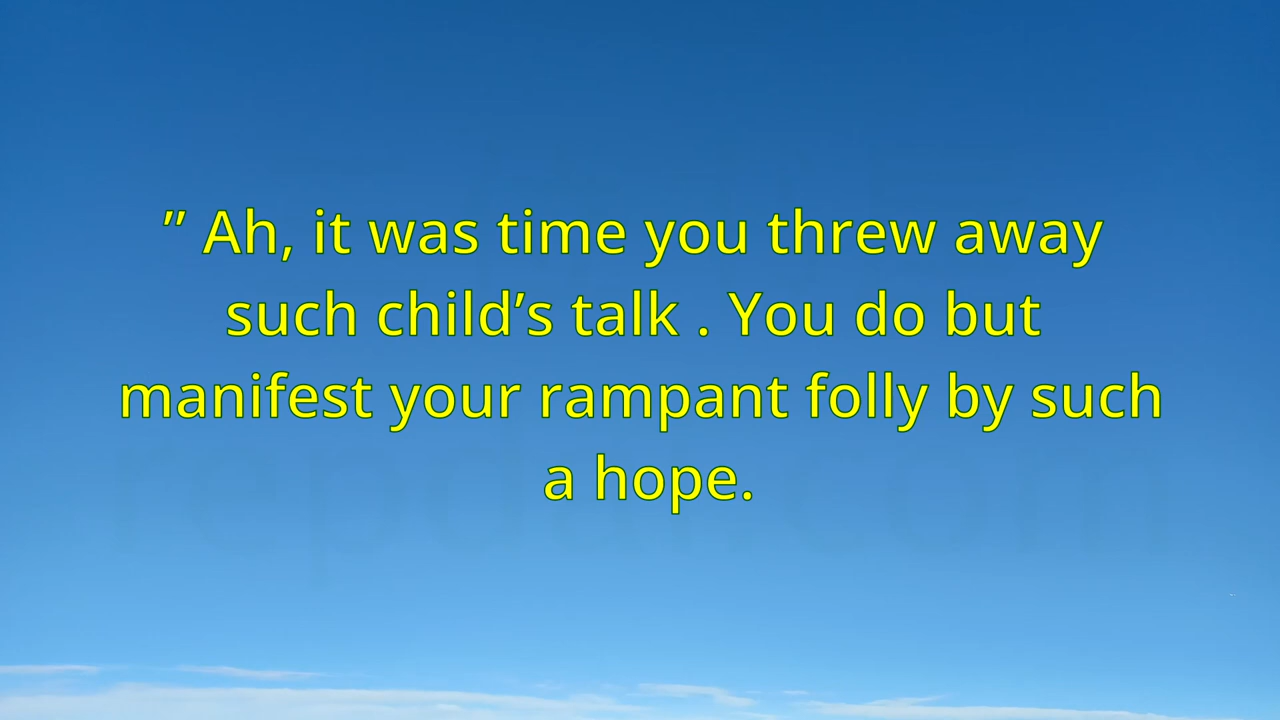 ” Ah, it was time you threw away
such child’s talk . You do but
manifest your rampant folly by such
a hope.